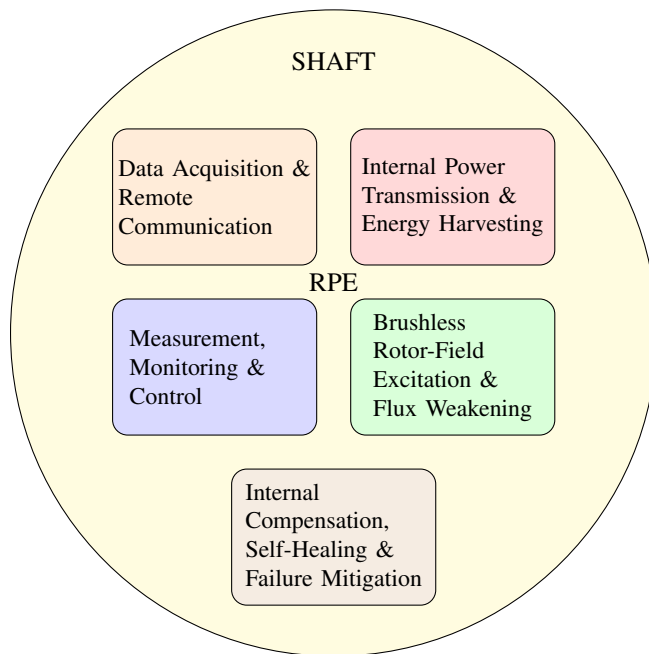 SHAFT
Data Acquisition &
Remote
Communication
Internal Power
Transmission &
Energy Harvesting
RPE
Measurement,
Monitoring &
Control
Brushless
Rotor-Field
Excitation &
Flux Weakening
Internal
Compensation,
Self-Healing &
Failure Mitigation